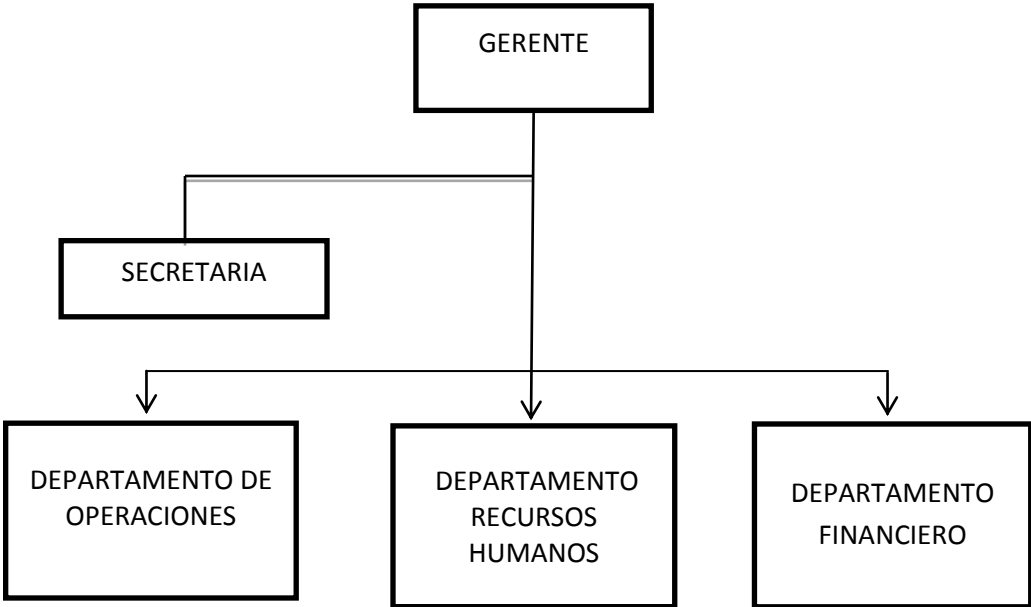 GERENTE
SECRETARIA
DEPARTAMENTO DE
OPERACIONES
DEPARTAMENTO
RECURSOS
HUMANOS
DEPARTAMENTO
FINANCIERO